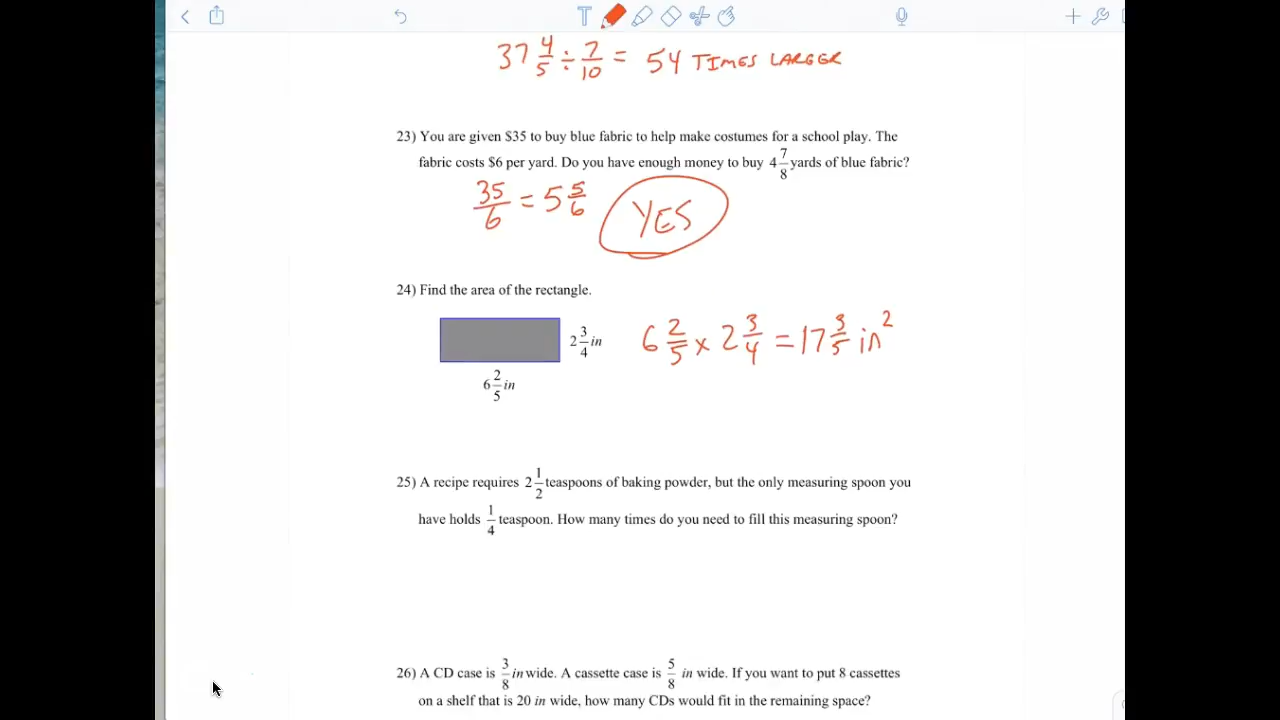 37 4/5 ÷ 7/10 = 54 TIMES LARGER
23) You are given $35 to buy blue fabric to help make costumes for a school play. The
fabric costs $6 per yard. Do you have enough money to buy 4 7/8 yards of blue fabric?
35/6 = 5 5/6 YES
24) Find the area of the rectangle.
2 3/4 in
6 2/5 x 2 3/4 = 17 3/5 in²
6 2/5 in
25) A recipe requires 2 1/2 teaspoons of baking powder, but the only measuring spoon you
have holds 1/4 teaspoon. How many times do you need to fill this measuring spoon?
26) A CD case is 3/8 in wide. A cassette case is 5/8 in wide. If you want to put 8 cassettes
on a shelf that is 20 in wide, how many CDs would fit in the remaining space?